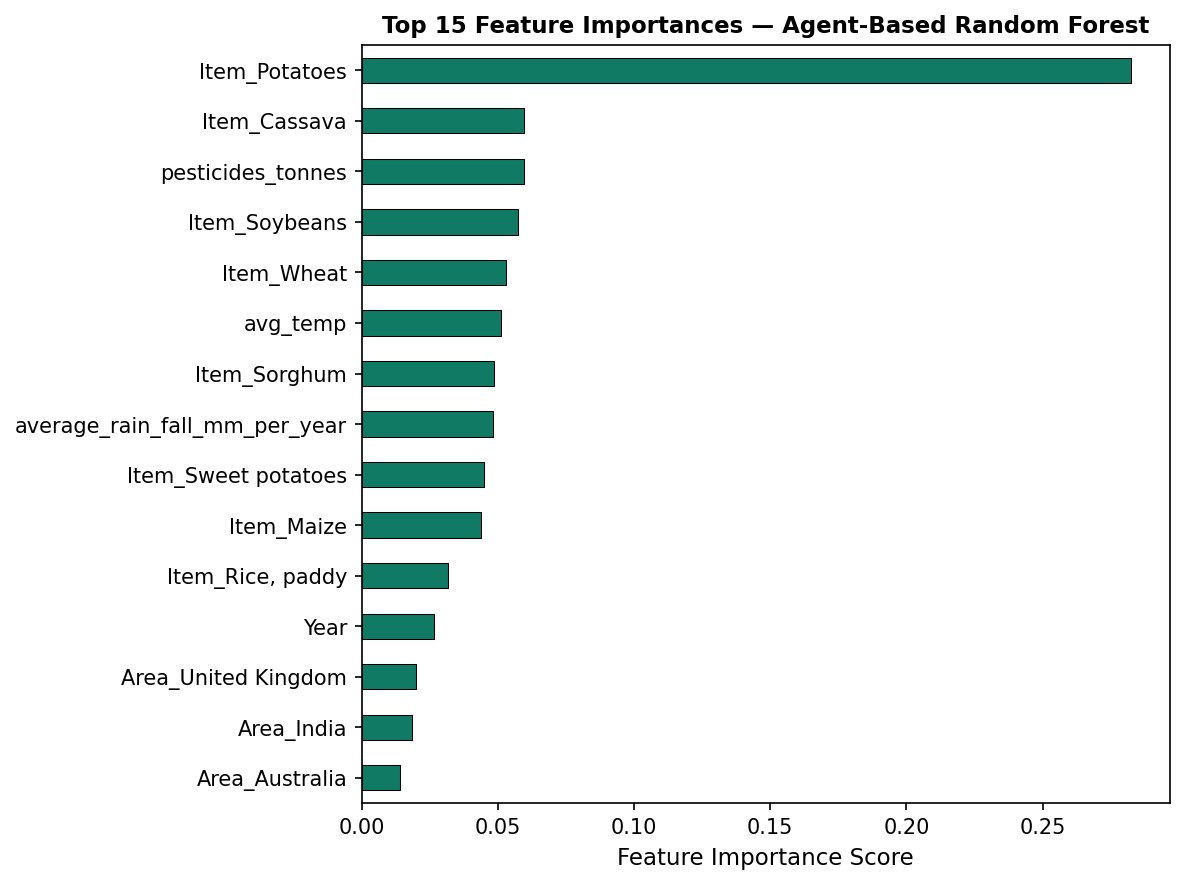 Top 15 Feature Importances — Agent-Based Random Forest
Item_Potatoes
Item_Cassava
pesticides_tonnes
Item_Soybeans
Item_Wheat
avg_temp
Item_Sorghum
average_rain_fall_mm_per_year
Item_Sweet potatoes
Item_Maize
Item_Rice, paddy
Year
Area_United Kingdom
Area_India
Area_Australia
0.00 0.05 0.10 0.15 0.20 0.25
Feature Importance Score